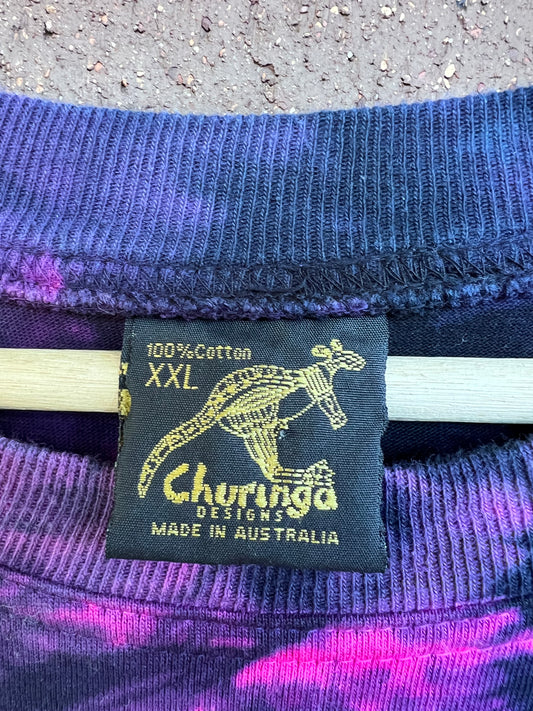 100% Cotton
XXL
Churinga
DESIGNS
MADE IN AUSTRALIA